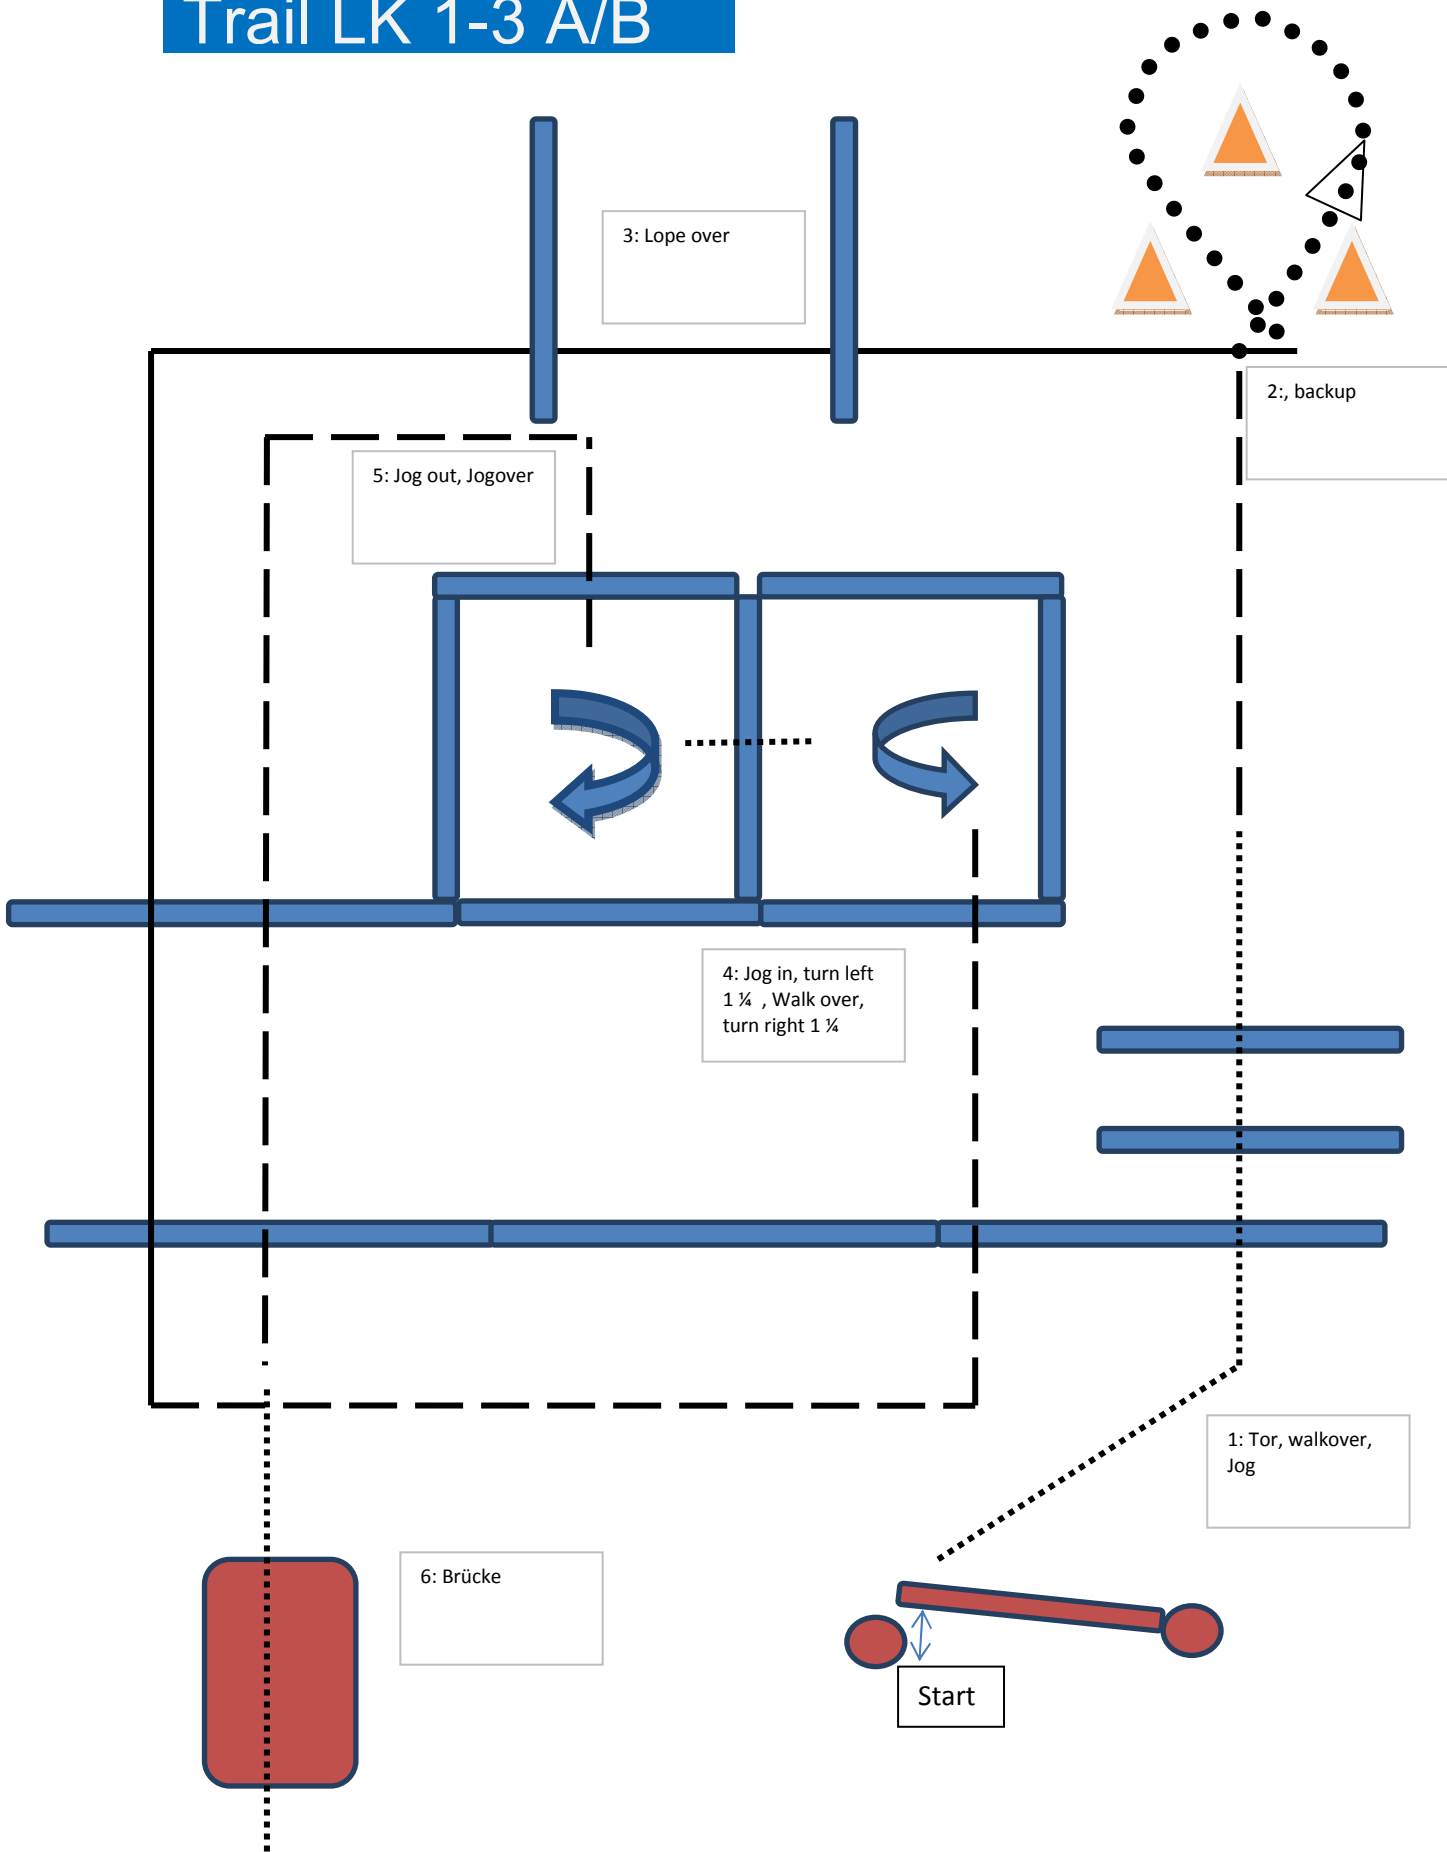 Trail LK 1-3 A/B
3: Lope over
2:, backup
5: Jog out, Jogover
4: Jog in, turn left
1 ¼ , Walk over,
turn right 1 ¼
1: Tor, walkover,
Jog
6: Brücke
Start